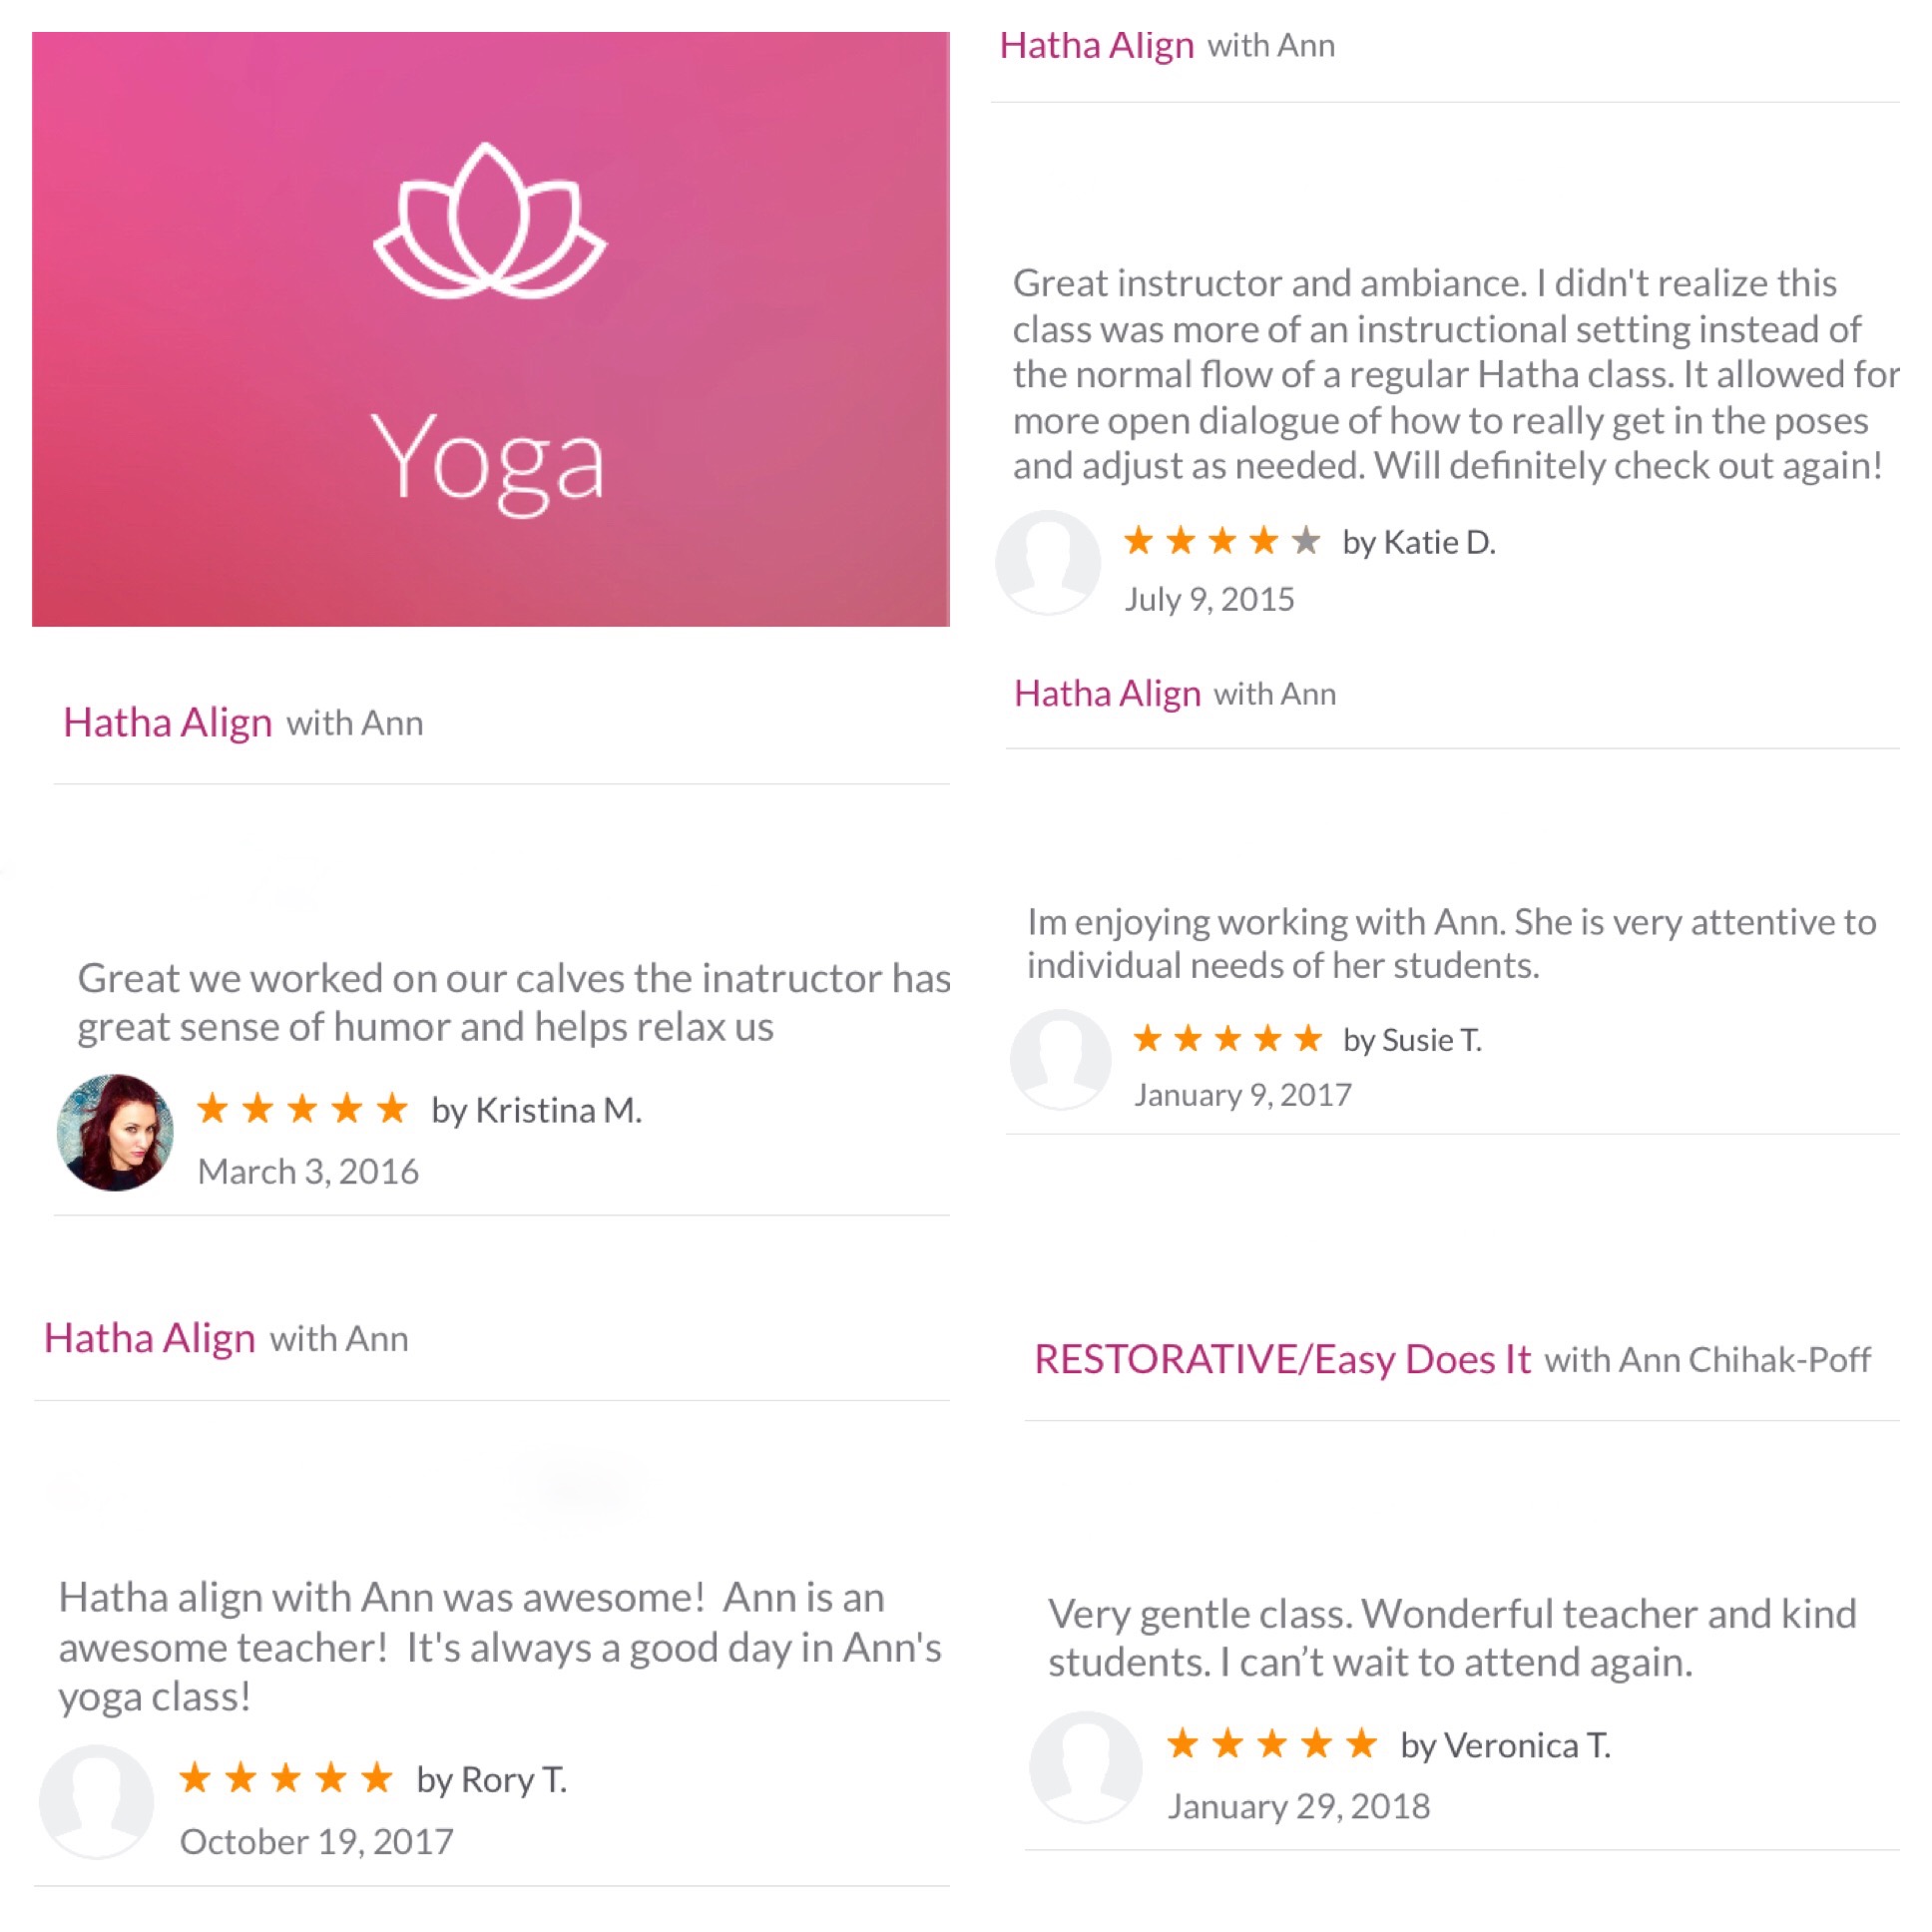 Yoga
Hatha Align with Ann
Great we worked on our calves the inatructor has
great sense of humor and helps relax us
by Kristina M.
March 3, 2016
Hatha Align with Ann
Hatha align with Ann was awesome!  Ann is an
awesome teacher!  It's always a good day in Ann's
yoga class!
by Rory T.
October 19, 2017
Hatha Align with Ann
Great instructor and ambiance. I didn't realize this
class was more of an instructional setting instead of
the normal flow of a regular Hatha class. It allowed for
more open dialogue of how to really get in the poses
and adjust as needed. Will definitely check out again!
by Katie D.
July 9, 2015
Hatha Align with Ann
Im enjoying working with Ann. She is very attentive to
individual needs of her students.
by Susie T.
January 9, 2017
RESTORATIVE/Easy Does It with Ann Chihak-Poff
Very gentle class. Wonderful teacher and kind
students. I can’t wait to attend again.
by Veronica T.
January 29, 2018